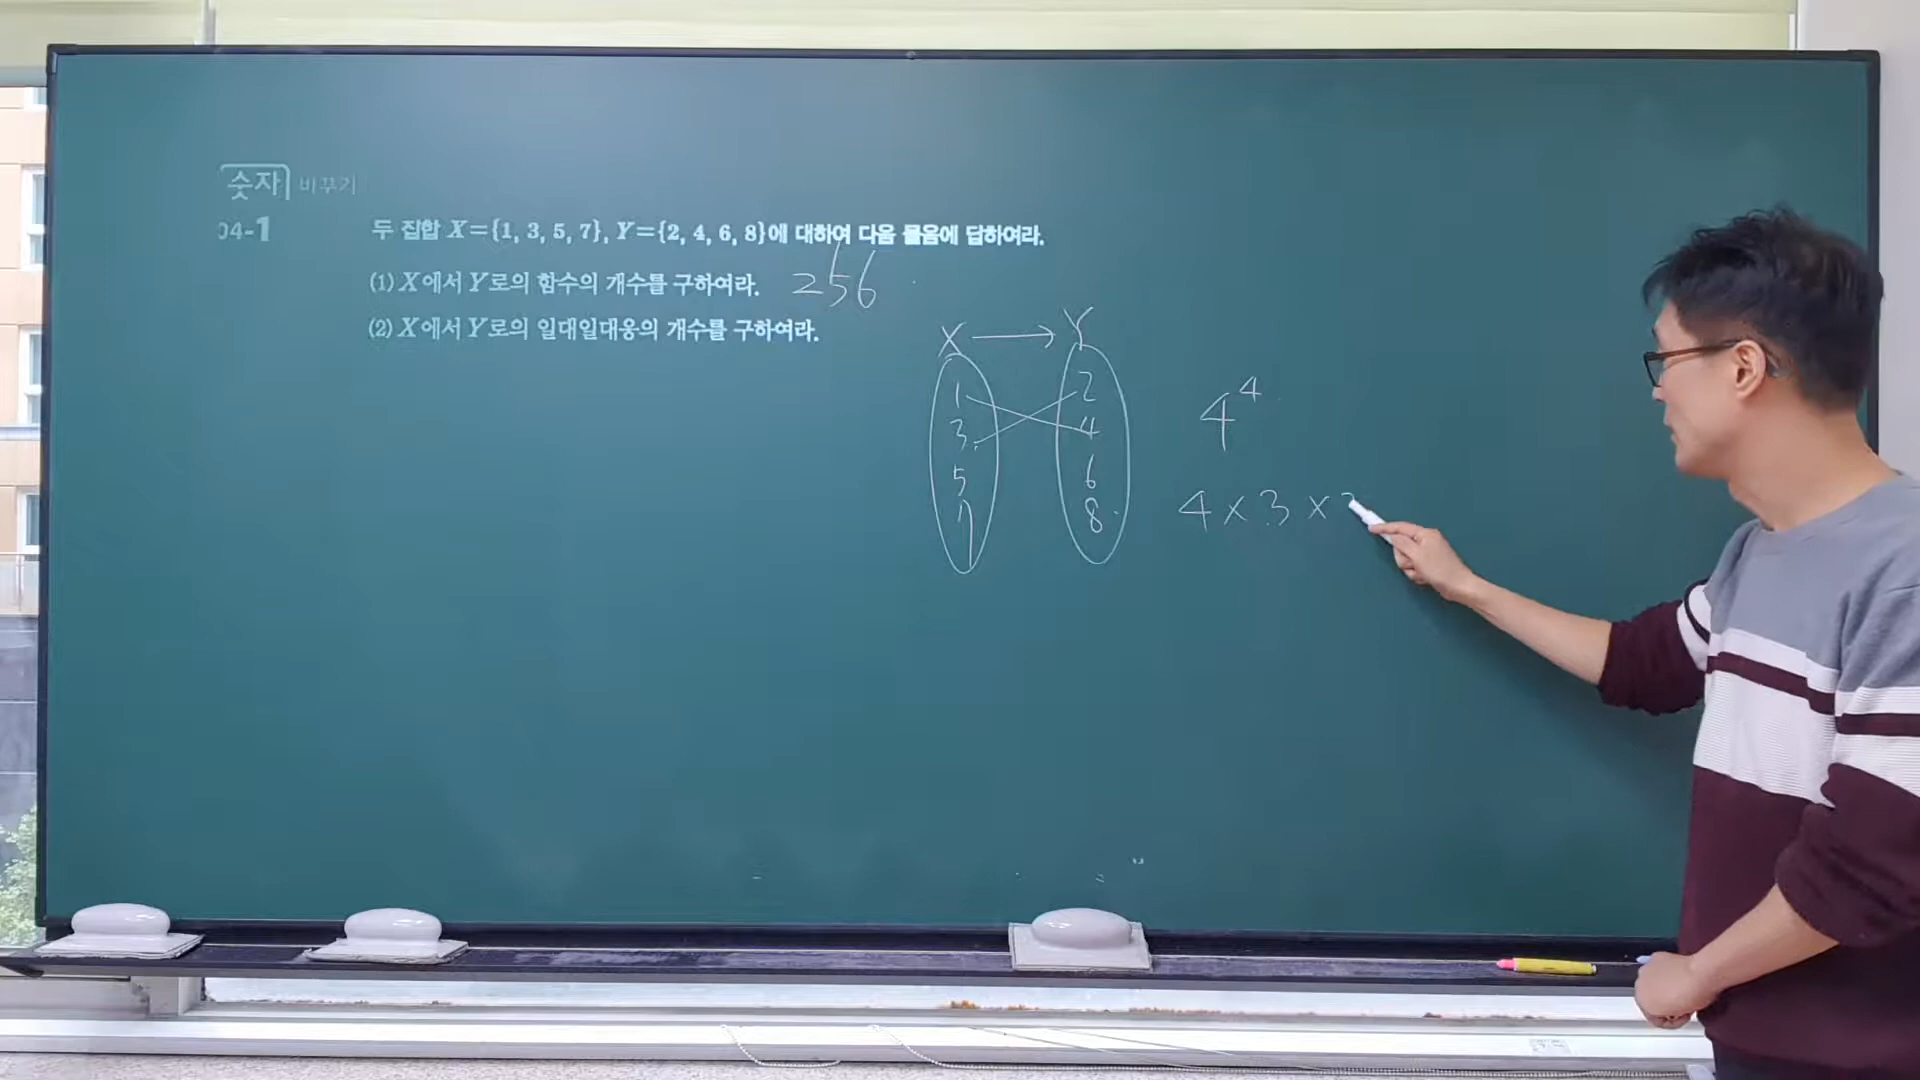 숫자 바꾸기
04-1 두 집합 X={1, 3, 5, 7}, Y={2, 4, 6, 8}에 대하여 다음 물음에 답하여라.
(1) X에서 Y로의 함수의 개수를 구하여라. 256
(2) X에서 Y로의 일대일대응의 개수를 구하여라.
X → Y
1 2
3 4
5 6
7 8
4⁴
4 × 3 ×